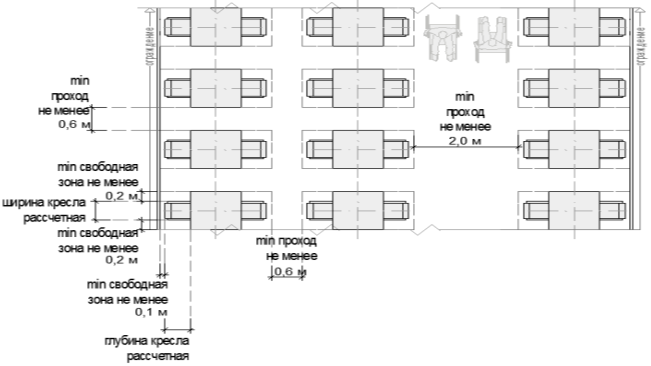 ограждение
ограждение
min
проход
не менее
0,6 м
min
проход
не менее
2,0 м
min свободная
зона не менее
0,2 м
ширина кресла
рассчетная
min свободная
зона не менее
0,2 м
min проход
не менее
0,6 м
min свободная
зона не менее
0,1 м
глубина кресла
рассчетная